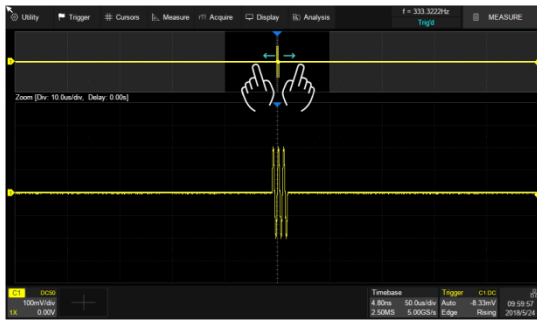 Utility Trigger Cursors Measure Acquire Display Analysis f = 333.3222Hz MEASURE
Trig'd
D
Zoom [Div: 10.0us/div, Delay: 0.00s]
D
C1 DC50 Timebase Trigger C1 DC
100mV/div 4.80ns 50.0us/div Auto -8.33mV 09:59:57
1X 0.00V 2.50MS 5.00GS/s Edge Rising 2018/5/24